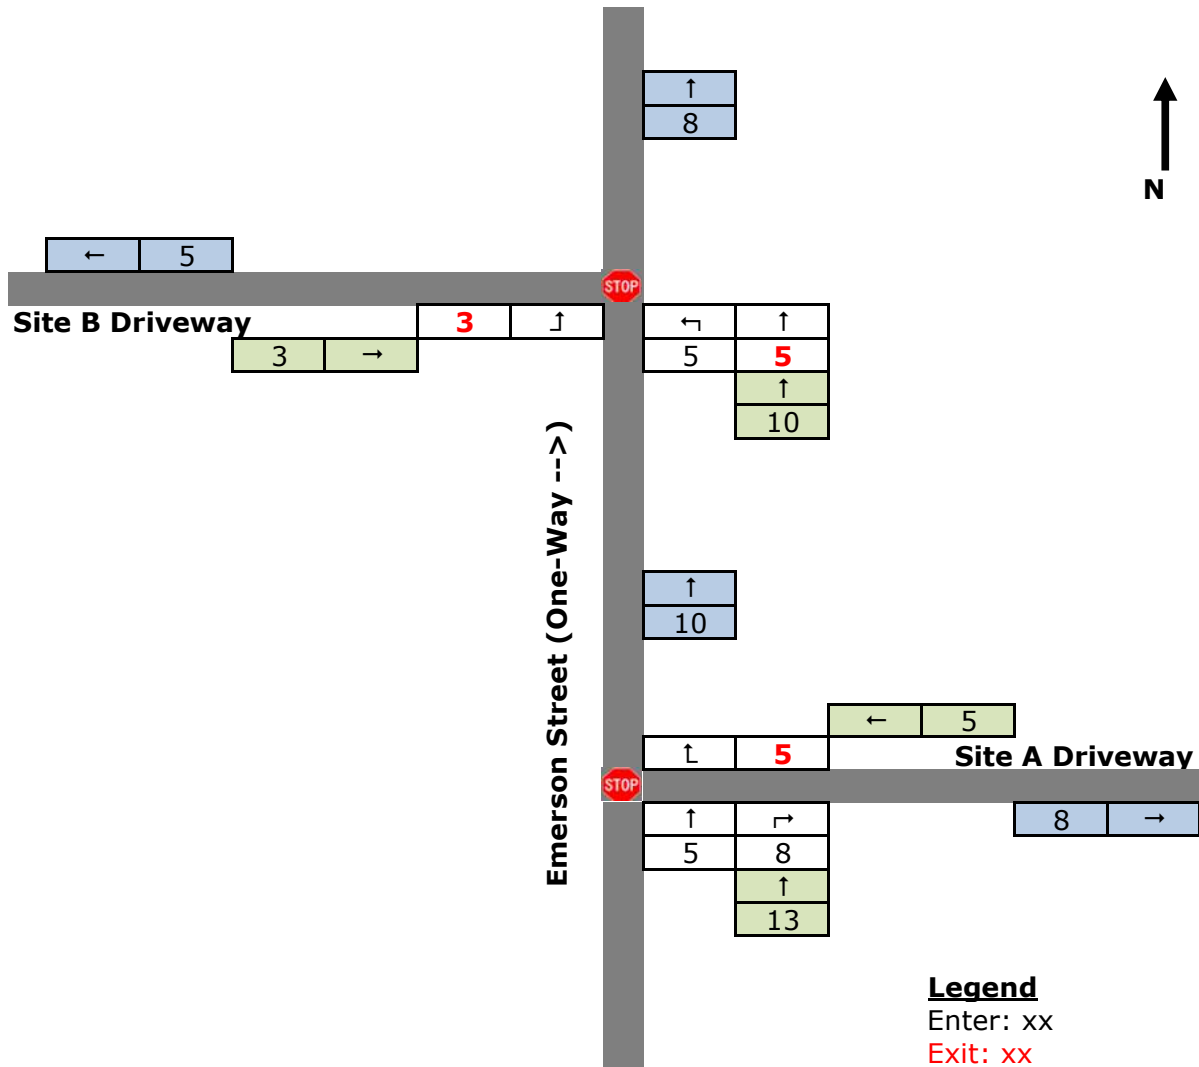 ↑
8
N
← 5
STOP
Site B Driveway
3 ⮥
↰ ↑
3 →
5 5
↑
10
Emerson Street (One-Way -->)
↑
10
← 5
↑ 5
Site A Driveway
STOP
↑ ↱
8 →
5 8
↑
13
Legend
Enter: xx
Exit: xx